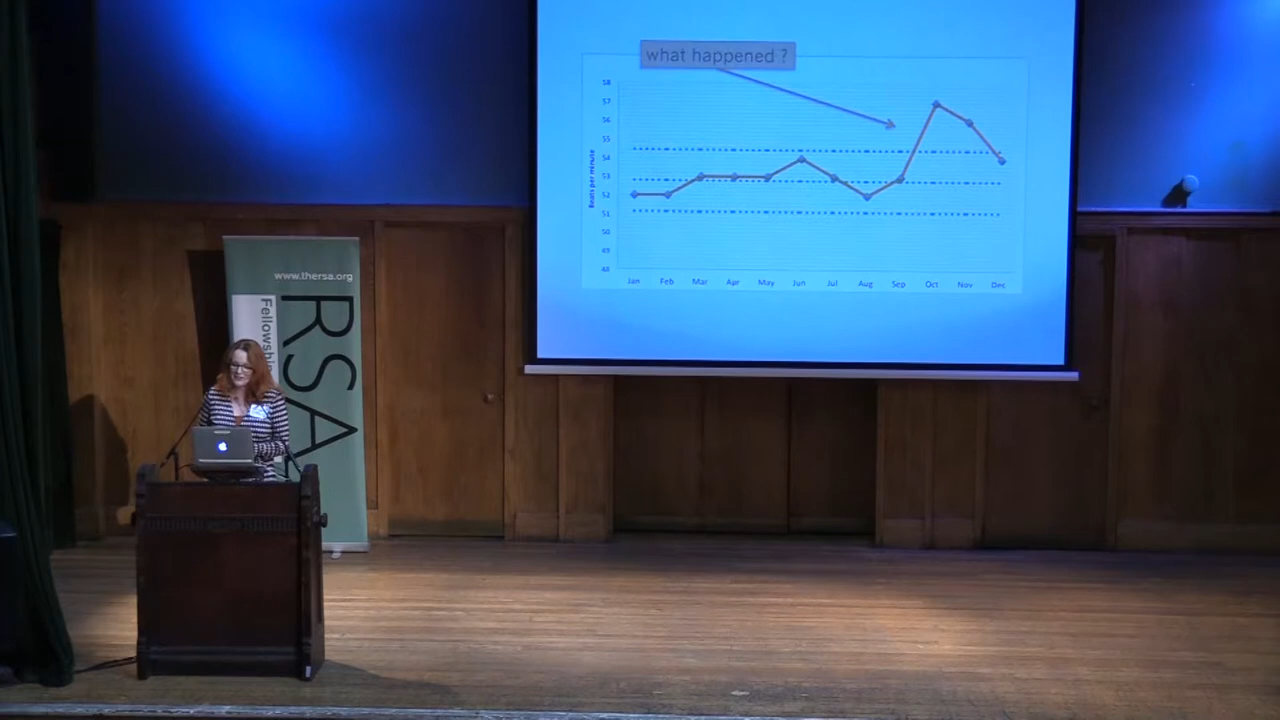 what happened ?
58
57
56
55
54
53
52
51
50
49
48
Beats per minute
Jan Feb Mar Apr May Jun Jul Aug Sep Oct Nov Dec
www.thersa.org
RSA
Fellowship